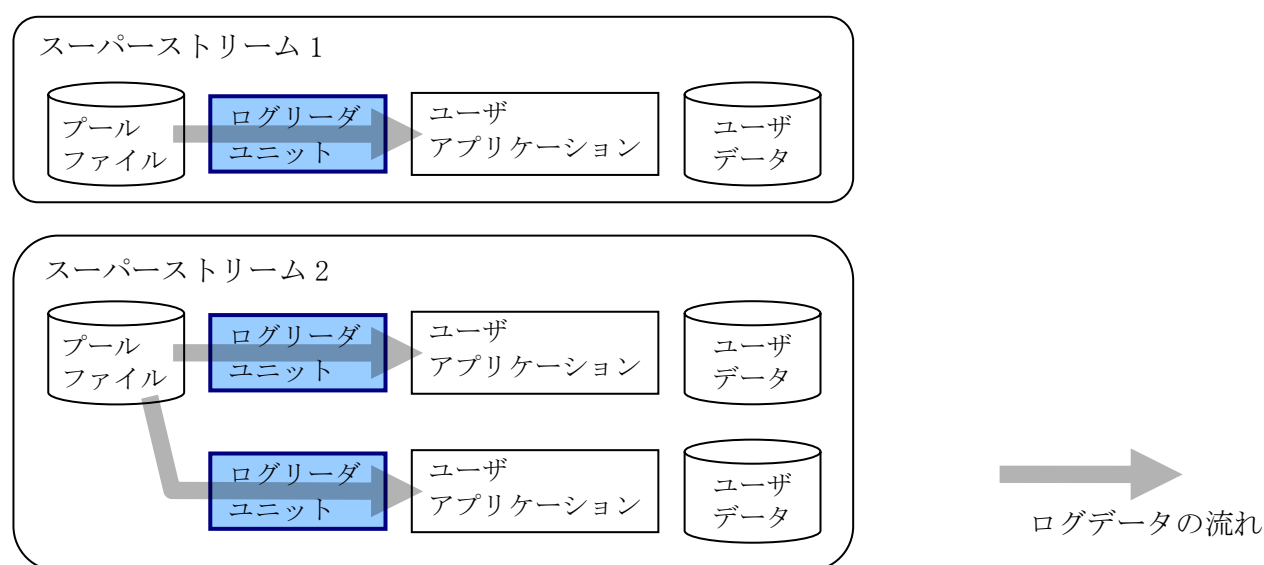 スーパーストリーム 1
プール
ファイル
ログリーダ
ユニット
ユーザ
アプリケーション
ユーザ
データ
スーパーストリーム 2
プール
ファイル
ログリーダ
ユニット
ユーザ
アプリケーション
ユーザ
データ
ログリーダ
ユニット
ユーザ
アプリケーション
ユーザ
データ
ログデータの流れ